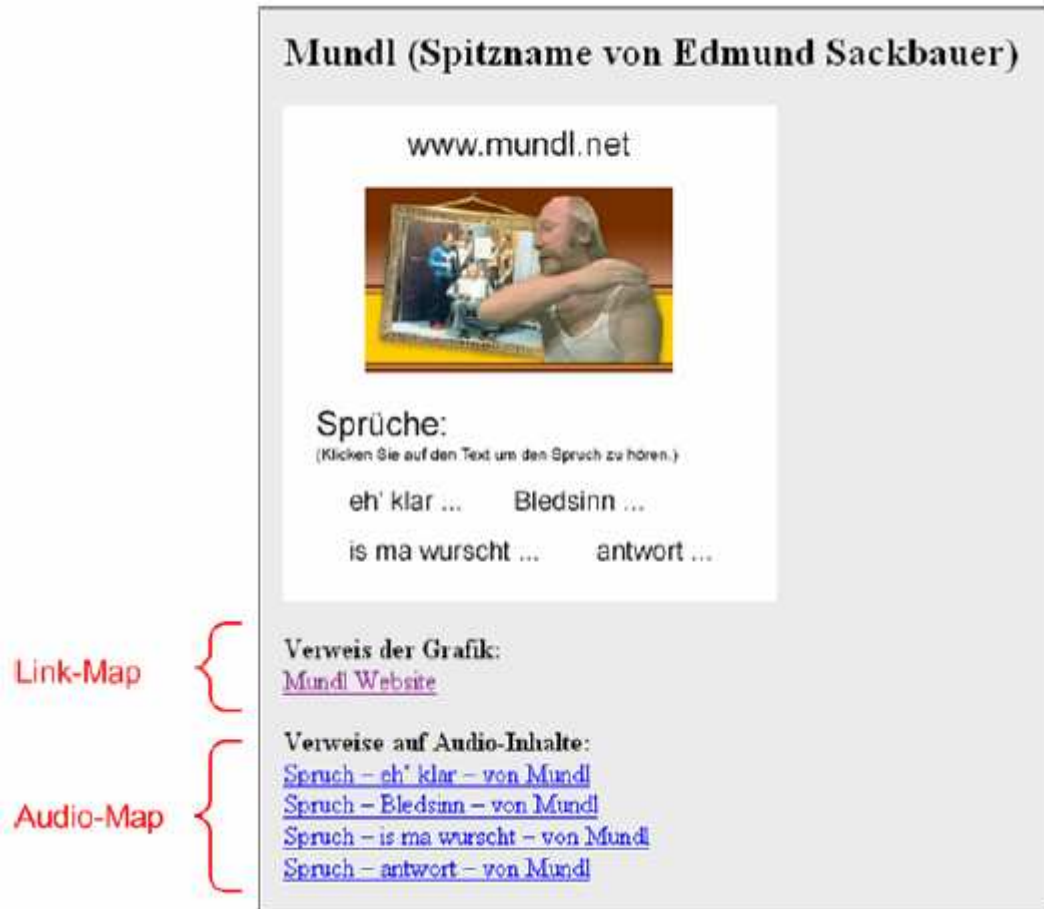 Mundl (Spitzname von Edmund Sackbauer)
www.mundl.net
Sprüche:
(Klicken Sie auf den Text um den Spruch zu hören.)
eh' klar ... Bledsinn ...
is ma wurscht ... antwort ...
Link-Map
Verweis der Grafik:
Mundl Website
Audio-Map
Verweise auf Audio-Inhalte:
Spruch – eh' klar – von Mundl
Spruch – Bledsinn – von Mundl
Spruch – is ma wurscht – von Mundl
Spruch – antwort – von Mundl